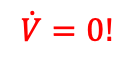 V̇ = 0!